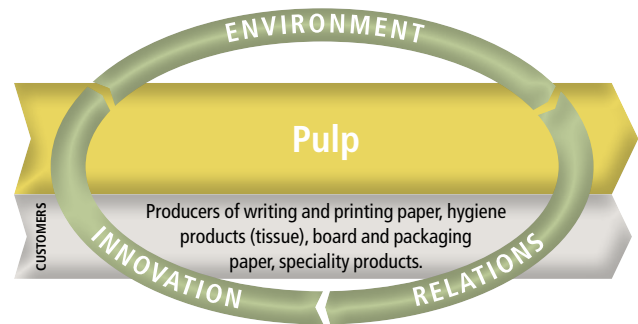 ENVIRONMENT
Pulp
CUSTOMERS
Producers of writing and printing paper, hygiene
products (tissue), board and packaging
paper, speciality products.
INNOVATION
RELATIONS